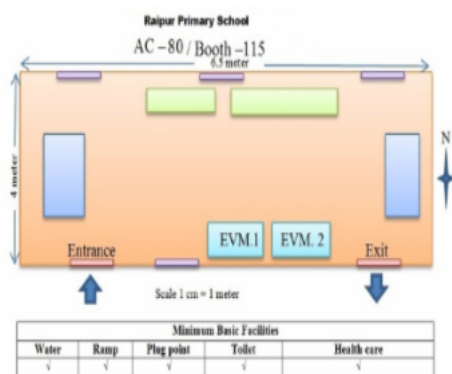 Raipur Primary School
AC -80 / Booth -115
6.5 meter
4 meter
N
EVM.1 EVM. 2
Entrance Exit
Scale 1 cm = 1 meter
Minimum Basic Facilities
Water Ramp Plug point Toilet Health care
√ √ √ √ √